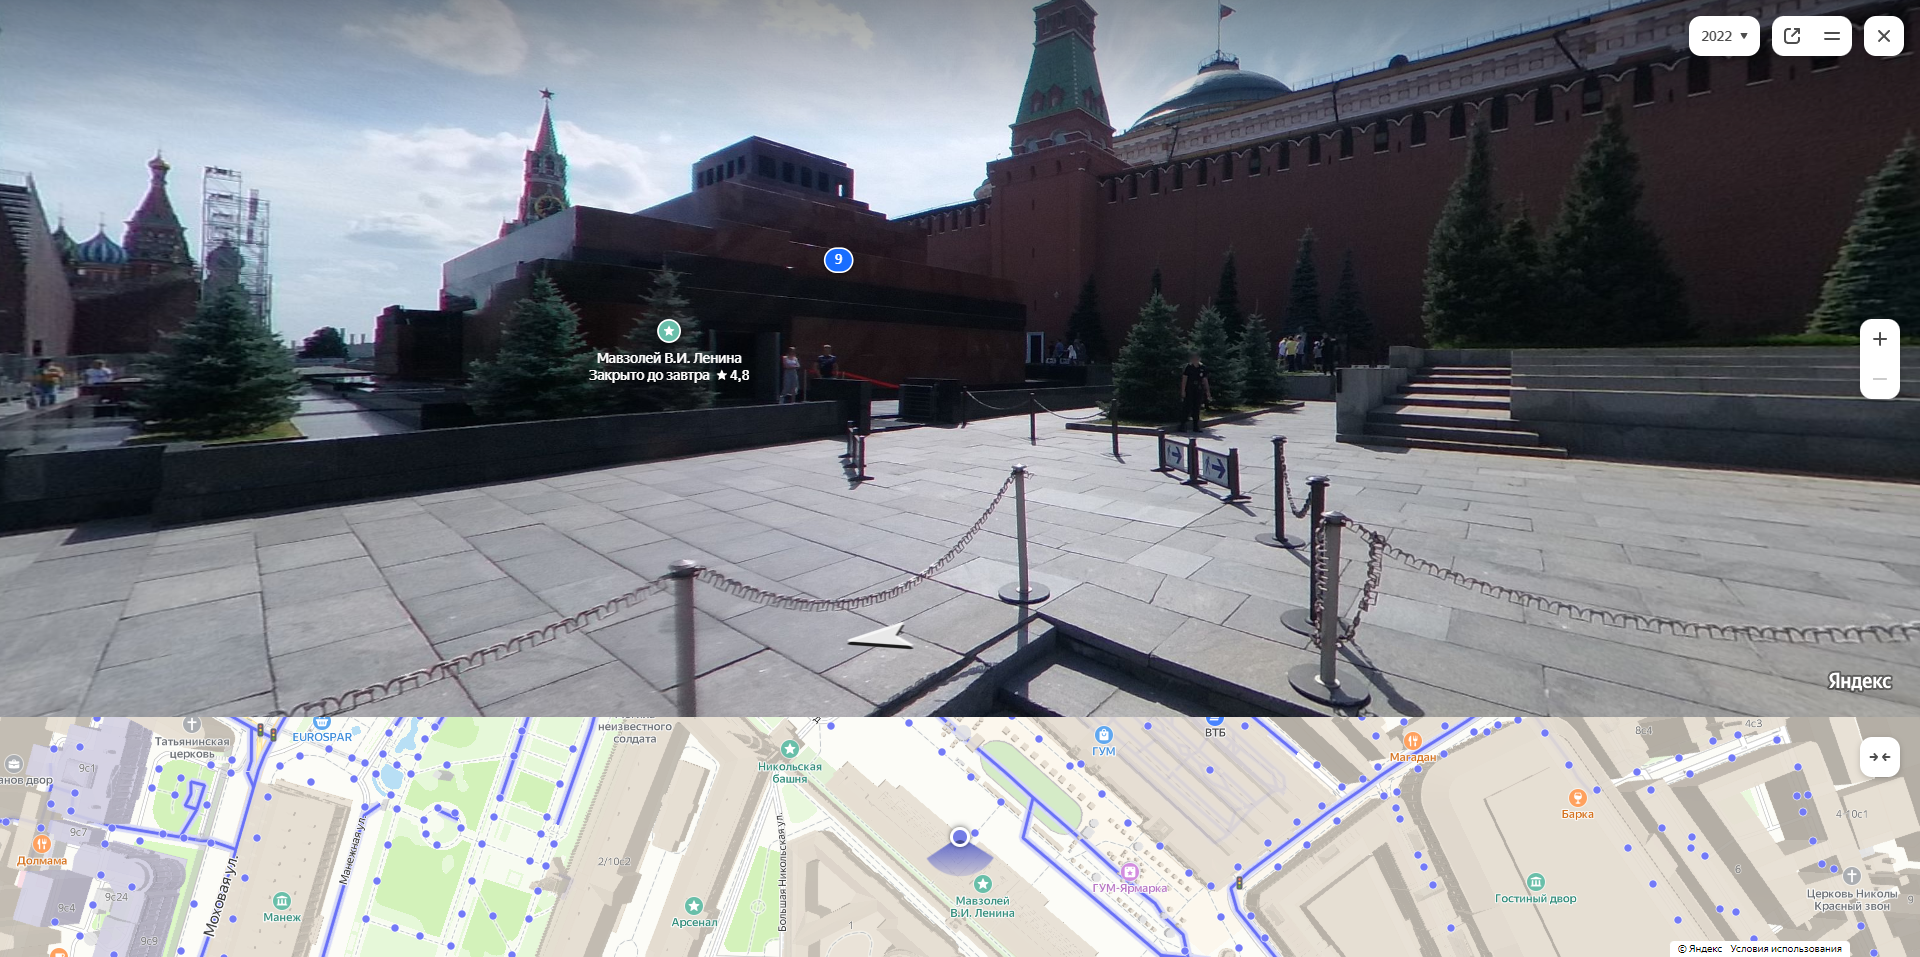 2022
9
Мавзолей В.И. Ленина
Закрыто до завтра ★ 4,8
Яндекс
Татьянинская
церковь
EUROSPAR
неизвестного
солдата
Никольская
башня
ГУМ
ВТБ
Магадан
8с4
4с3
9с1
анов двор
9с7
Долмама
9с24
9с4
9с9
Моховая ул.
Манеж
Манежная ул.
2/10с2
Арсенал
Большая Никольская ул.
1
Мавзолей
В.И. Ленина
ГУМ-Ярмарка
Барка
Гостиный двор
6
4-10с1
Церковь Николы
Красный звон
9
© Яндекс Условия использования